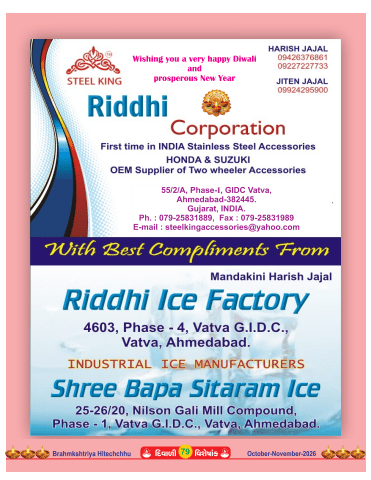 STEEL KING
Wishing you a very happy Diwali
and
prosperous New Year
HARISH JAJAL
09426376861
09227227733
JITEN JAJAL
09924295900
Riddhi
Corporation
First time in INDIA Stainless Steel Accessories
HONDA & SUZUKI
OEM Supplier of Two wheeler Accessories
55/2/A, Phase-I, GIDC Vatva,
Ahmedabad-382445.
Gujarat, INDIA.
Ph. : 079-25831889, Fax : 079-25831989
E-mail : steelkingaccessories@yahoo.com
With Best Compliments From
Mandakini Harish Jajal
Riddhi Ice Factory
4603, Phase - 4, Vatva G.I.D.C.,
Vatva, Ahmedabad.
INDUSTRIAL ICE MANUFACTURERS
Shree Bapa Sitaram Ice
25-26/20, Nilson Gali Mill Compound,
Phase - 1, Vatva G.I.D.C., Vatva, Ahmedabad.
Brahmkshtriya Hitechchhu દિવાળી 79 વિશેષાંક October-November-2026